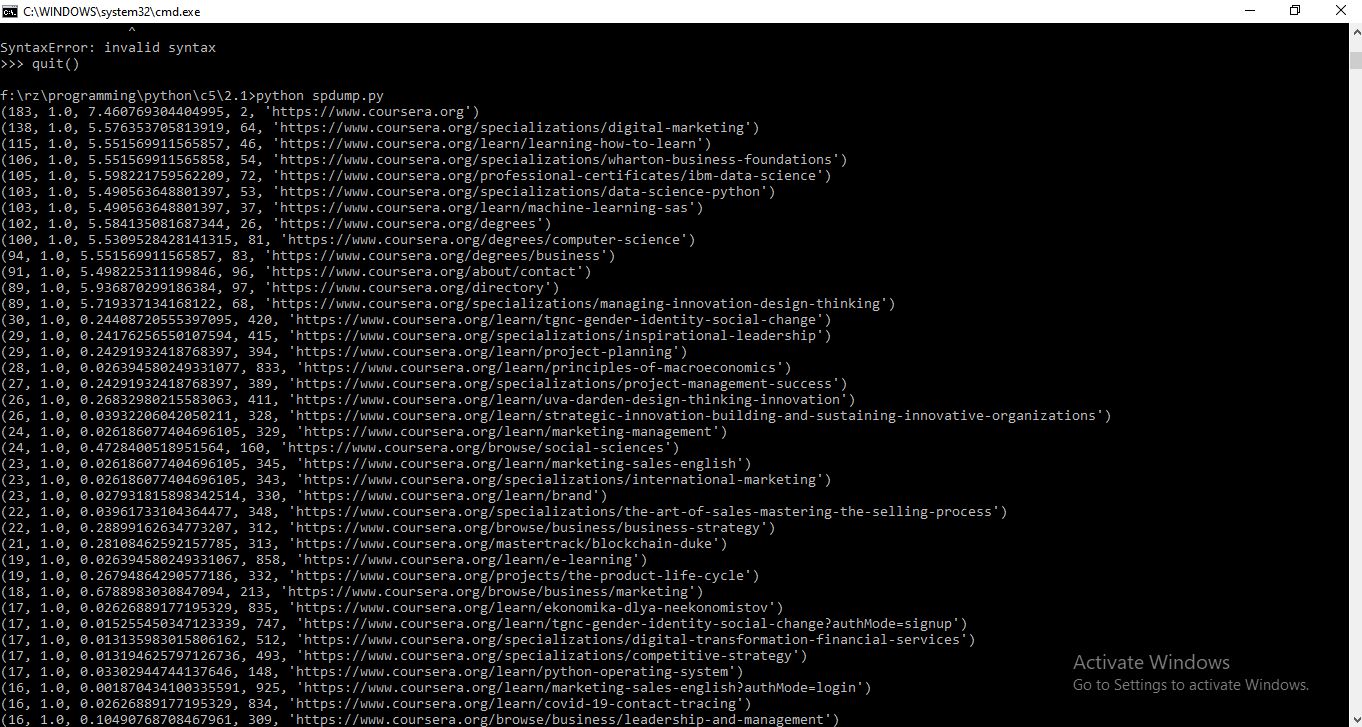 C:\WINDOWS\system32\cmd.exe
^
SyntaxError: invalid syntax
>>> quit()
f:\rz\programming\python\c5\2.1>python spdump.py
(183, 1.0, 7.460769304404995, 2, 'https://www.coursera.org')
(138, 1.0, 5.576353705813919, 64, 'https://www.coursera.org/specializations/digital-marketing')
(115, 1.0, 5.551569911565857, 46, 'https://www.coursera.org/learn/learning-how-to-learn')
(106, 1.0, 5.551569911565858, 54, 'https://www.coursera.org/specializations/wharton-business-foundations')
(105, 1.0, 5.598221759562209, 72, 'https://www.coursera.org/professional-certificates/ibm-data-science')
(103, 1.0, 5.490563648801397, 53, 'https://www.coursera.org/specializations/data-science-python')
(103, 1.0, 5.490563648801397, 37, 'https://www.coursera.org/learn/machine-learning-sas')
(102, 1.0, 5.584135081687344, 26, 'https://www.coursera.org/degrees')
(100, 1.0, 5.5309528428141315, 81, 'https://www.coursera.org/degrees/computer-science')
(94, 1.0, 5.551569911565857, 83, 'https://www.coursera.org/degrees/business')
(91, 1.0, 5.498225311199846, 96, 'https://www.coursera.org/about/contact')
(89, 1.0, 5.936870299186384, 97, 'https://www.coursera.org/directory')
(89, 1.0, 5.719337134168122, 68, 'https://www.coursera.org/specializations/managing-innovation-design-thinking')
(30, 1.0, 0.24408720555397095, 420, 'https://www.coursera.org/learn/tgnc-gender-identity-social-change')
(29, 1.0, 0.24176256550107594, 415, 'https://www.coursera.org/specializations/inspirational-leadership')
(29, 1.0, 0.24291932418768397, 394, 'https://www.coursera.org/learn/project-planning')
(28, 1.0, 0.026394580249331077, 833, 'https://www.coursera.org/learn/principles-of-macroeconomics')
(27, 1.0, 0.24291932418768397, 389, 'https://www.coursera.org/specializations/project-management-success')
(26, 1.0, 0.26832980215583063, 411, 'https://www.coursera.org/learn/uva-darden-design-thinking-innovation')
(26, 1.0, 0.03932206042050211, 328, 'https://www.coursera.org/learn/strategic-innovation-building-and-sustaining-innovative-organizations')
(24, 1.0, 0.026186077404696105, 329, 'https://www.coursera.org/learn/marketing-management')
(24, 1.0, 0.4728400518951564, 160, 'https://www.coursera.org/browse/social-sciences')
(23, 1.0, 0.026186077404696105, 345, 'https://www.coursera.org/learn/marketing-sales-english')
(23, 1.0, 0.026186077404696105, 343, 'https://www.coursera.org/specializations/international-marketing')
(23, 1.0, 0.027931815898342514, 330, 'https://www.coursera.org/learn/brand')
(22, 1.0, 0.03961733104364477, 348, 'https://www.coursera.org/specializations/the-art-of-sales-mastering-the-selling-process')
(22, 1.0, 0.28899162634773207, 312, 'https://www.coursera.org/browse/business/business-strategy')
(21, 1.0, 0.28108462592157785, 313, 'https://www.coursera.org/mastertrack/blockchain-duke')
(19, 1.0, 0.026394580249331067, 858, 'https://www.coursera.org/learn/e-learning')
(19, 1.0, 0.26794864290577186, 332, 'https://www.coursera.org/projects/the-product-life-cycle')
(18, 1.0, 0.6788983030847094, 213, 'https://www.coursera.org/browse/business/marketing')
(17, 1.0, 0.02626889177195329, 835, 'https://www.coursera.org/learn/ekonomika-dlya-neekonomistov')
(17, 1.0, 0.015255450347123339, 747, 'https://www.coursera.org/learn/tgnc-gender-identity-social-change?authMode=signup')
(17, 1.0, 0.013135983015806162, 512, 'https://www.coursera.org/specializations/digital-transformation-financial-services')
(17, 1.0, 0.013194625797126736, 493, 'https://www.coursera.org/specializations/competitive-strategy')
(17, 1.0, 0.03302944744137646, 148, 'https://www.coursera.org/learn/python-operating-system')
(16, 1.0, 0.001870434100335591, 925, 'https://www.coursera.org/learn/marketing-sales-english?authMode=login')
(16, 1.0, 0.02626889177195329, 834, 'https://www.coursera.org/learn/covid-19-contact-tracing')
(16, 1.0, 0.10490768708467961, 309, 'https://www.coursera.org/browse/business/leadership-and-management')
Activate Windows
Go to Settings to activate Windows.